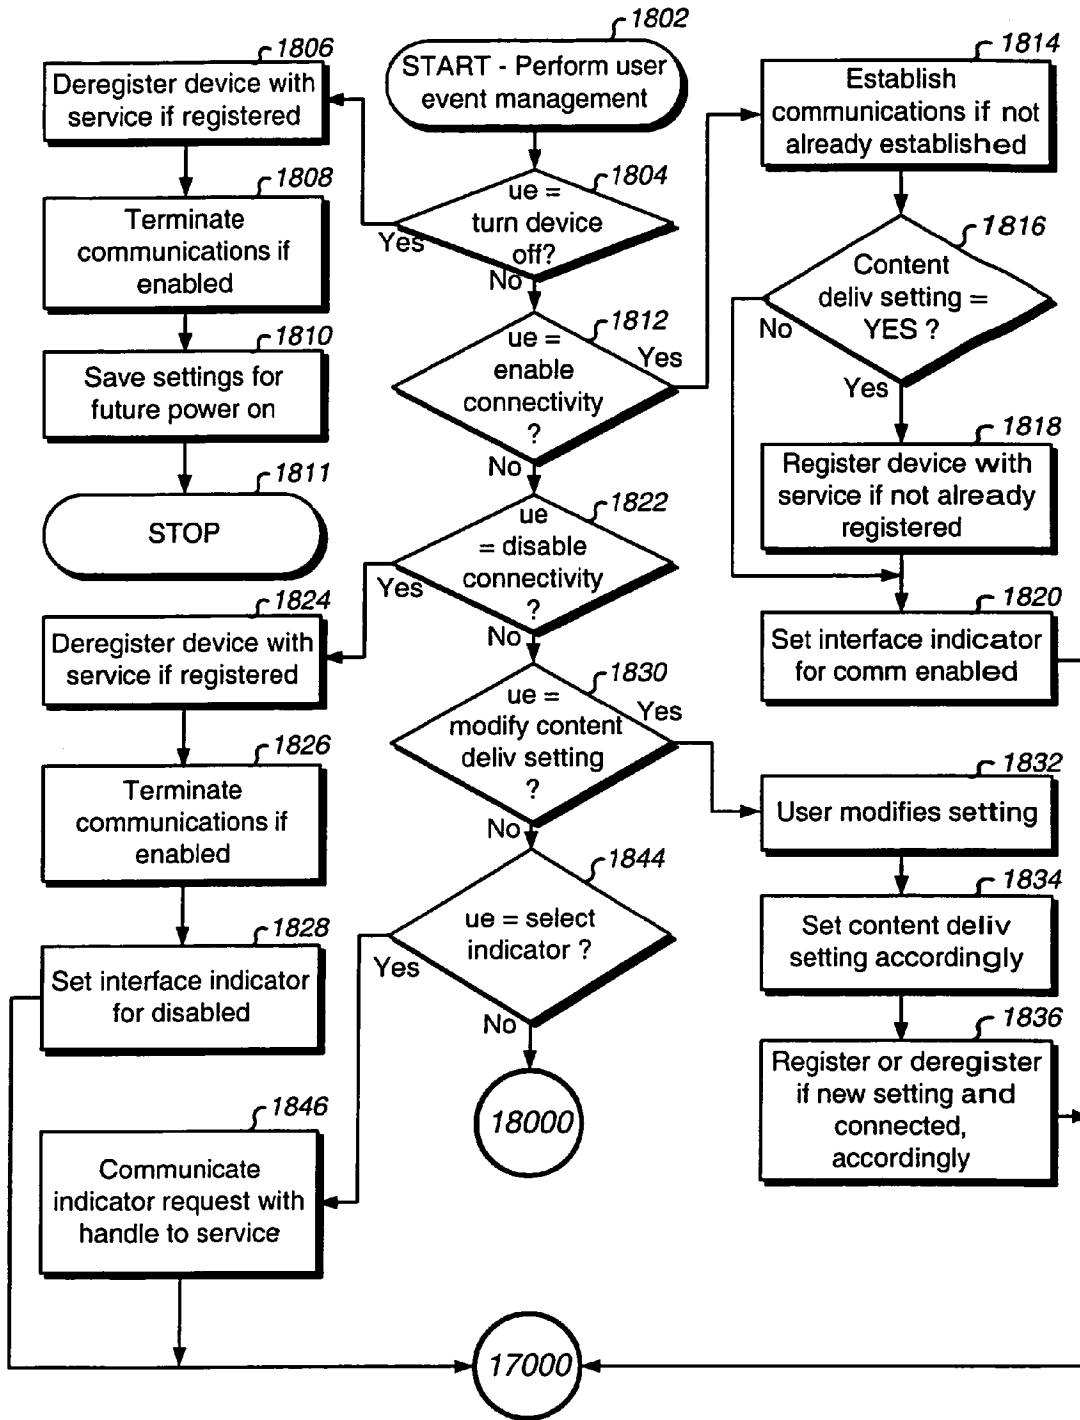 1802
START - Perform user
event management
1804
ue =
turn device
off?
Yes
No
1806
Deregister device with
service if registered
1808
Terminate
communications if
enabled
1810
Save settings for
future power on
1811
STOP
1812
ue =
enable
connectivity
?
Yes
No
1814
Establish
communications if not
already established
1816
Content
deliv setting =
YES ?
No
Yes
1818
Register device with
service if not already
registered
1820
Set interface indicator
for comm enabled
1822
ue
= disable
connectivity
?
Yes
No
1824
Deregister device with
service if registered
1826
Terminate
communications if
enabled
1828
Set interface indicator
for disabled
1830
ue =
modify content
deliv setting
?
Yes
No
1832
User modifies setting
1834
Set content deliv
setting accordingly
1836
Register or deregister
if new setting and
connected,
accordingly
1844
ue = select
indicator ?
Yes
No
1846
Communicate
indicator request with
handle to service
18000
17000